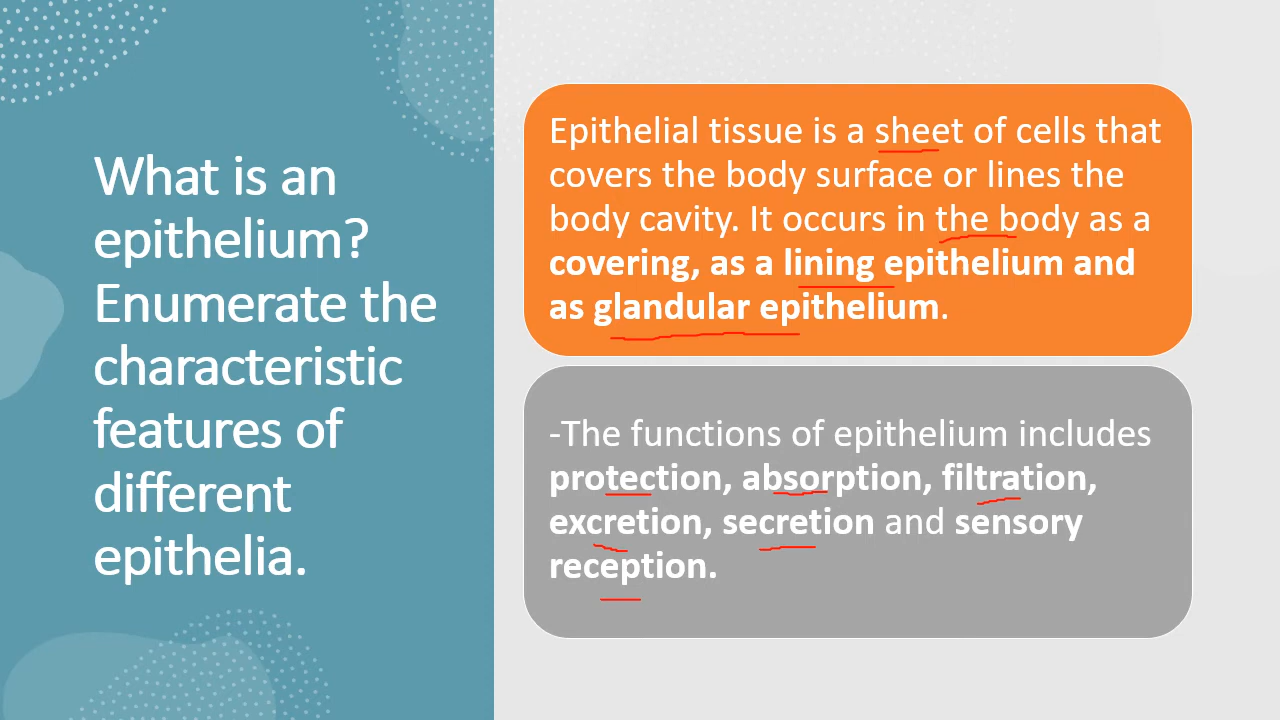 What is an
epithelium?
Enumerate the
characteristic
features of
different
epithelia.
Epithelial tissue is a sheet of cells that
covers the body surface or lines the
body cavity. It occurs in the body as a
covering, as a lining epithelium and
as glandular epithelium.
-The functions of epithelium includes
protection, absorption, filtration,
excretion, secretion and sensory
reception.